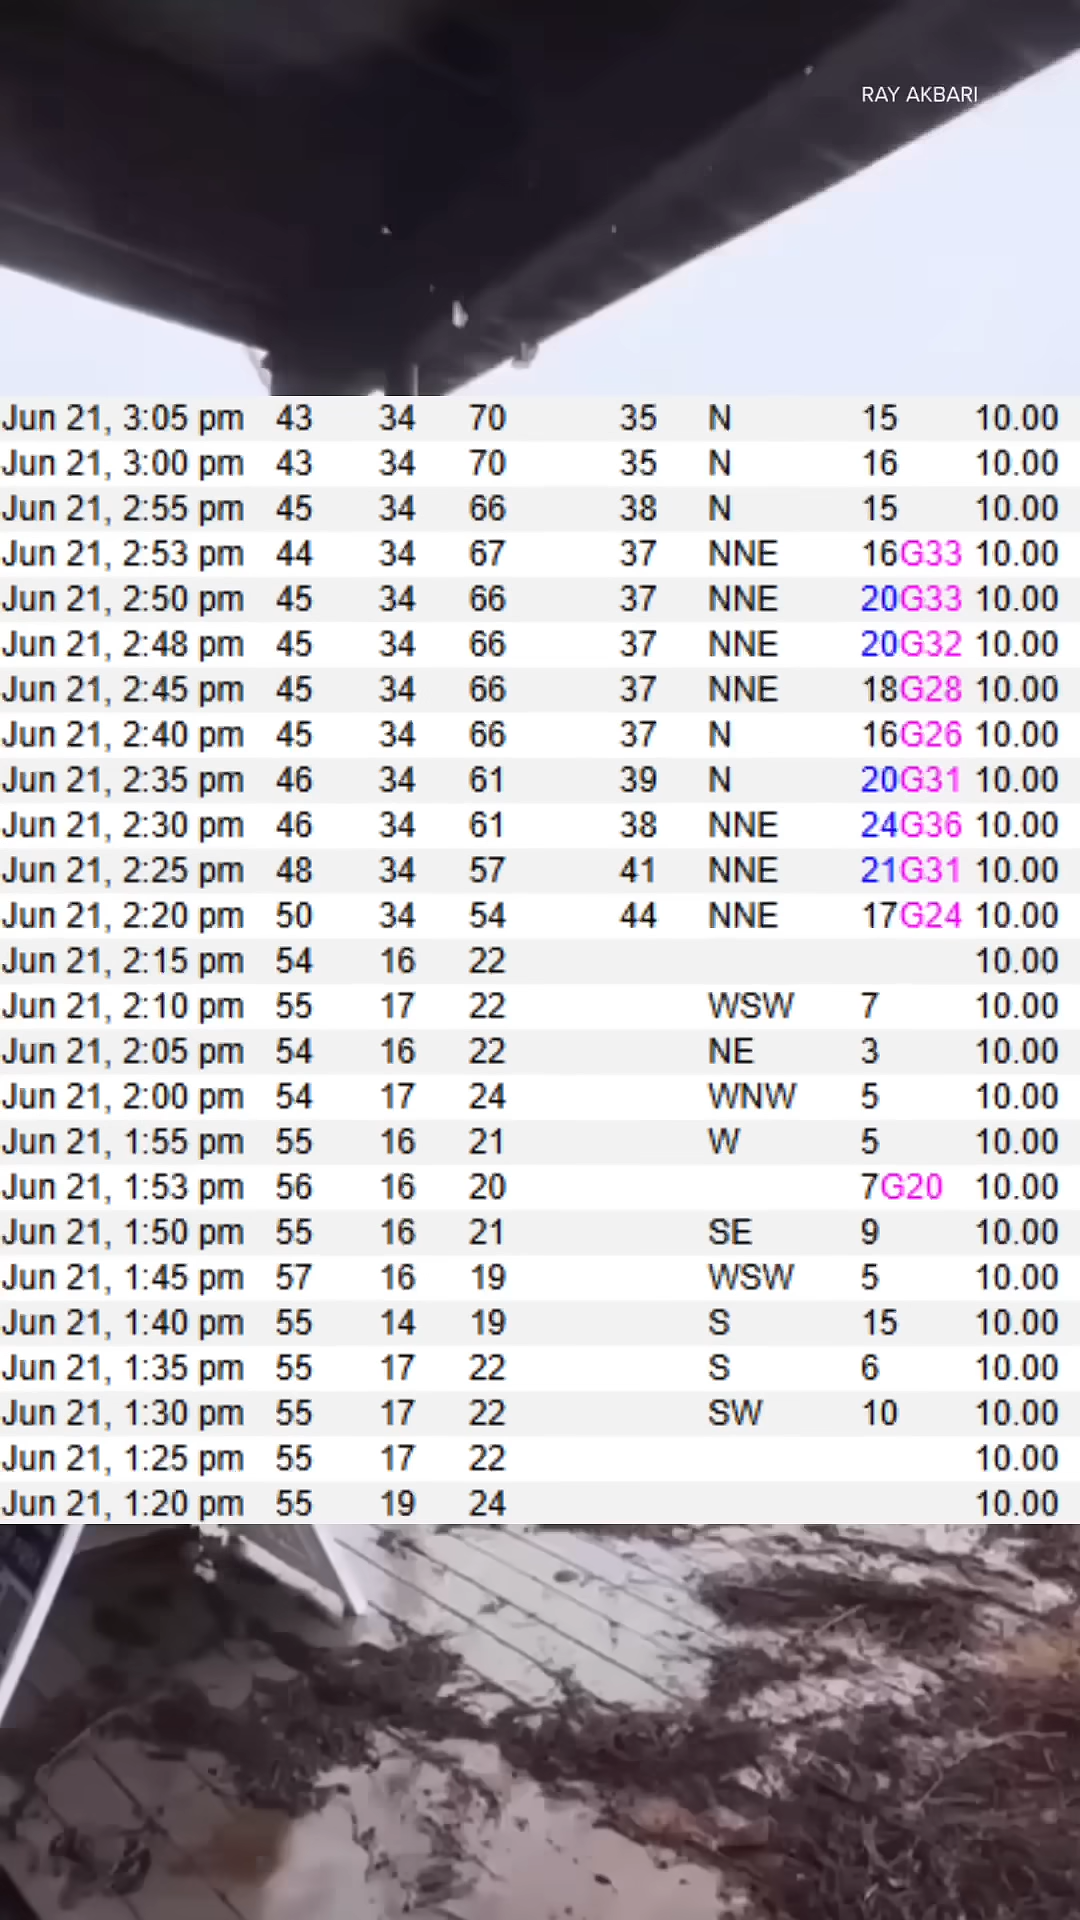 RAY AKBARI
Jun 21, 3:05 pm 43 34 70 35 N 15 10.00
Jun 21, 3:00 pm 43 34 70 35 N 16 10.00
Jun 21, 2:55 pm 45 34 66 38 N 15 10.00
Jun 21, 2:53 pm 44 34 67 37 NNE 16G33 10.00
Jun 21, 2:50 pm 45 34 66 37 NNE 20G33 10.00
Jun 21, 2:48 pm 45 34 66 37 NNE 20G32 10.00
Jun 21, 2:45 pm 45 34 66 37 NNE 18G28 10.00
Jun 21, 2:40 pm 45 34 66 37 N 16G26 10.00
Jun 21, 2:35 pm 46 34 61 39 N 20G31 10.00
Jun 21, 2:30 pm 46 34 61 38 NNE 24G36 10.00
Jun 21, 2:25 pm 48 34 57 41 NNE 21G31 10.00
Jun 21, 2:20 pm 50 34 54 44 NNE 17G24 10.00
Jun 21, 2:15 pm 54 16 22 10.00
Jun 21, 2:10 pm 55 17 22 WSW 7 10.00
Jun 21, 2:05 pm 54 16 22 NE 3 10.00
Jun 21, 2:00 pm 54 17 24 WNW 5 10.00
Jun 21, 1:55 pm 55 16 21 W 5 10.00
Jun 21, 1:53 pm 56 16 20 7G20 10.00
Jun 21, 1:50 pm 55 16 21 SE 9 10.00
Jun 21, 1:45 pm 57 16 19 WSW 5 10.00
Jun 21, 1:40 pm 55 14 19 S 15 10.00
Jun 21, 1:35 pm 55 17 22 S 6 10.00
Jun 21, 1:30 pm 55 17 22 SW 10 10.00
Jun 21, 1:25 pm 55 17 22 10.00
Jun 21, 1:20 pm 55 19 24 10.00